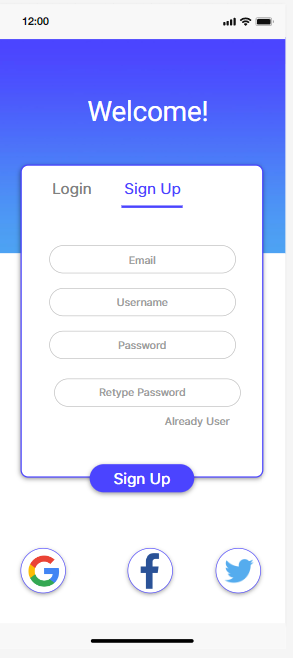 12:00
Welcome!
Login Sign Up
Email
Username
Password
Retype Password
Already User
Sign Up